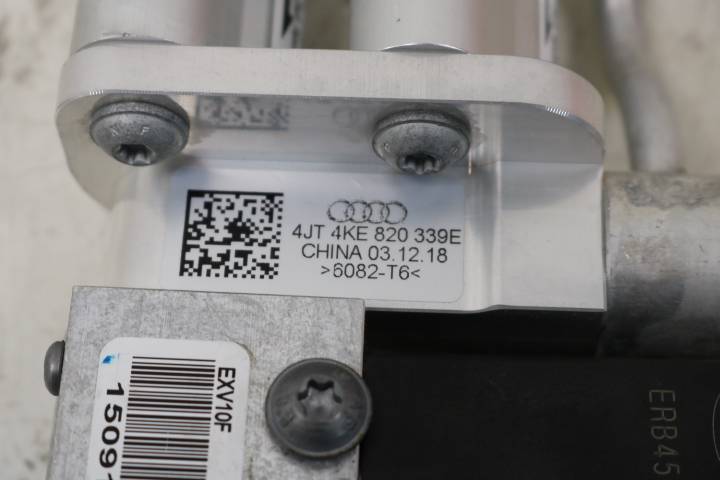 4JT 4KE 820 339E
CHINA 03.12.18
>6082-T6<
EXV10F
1509
ERB45